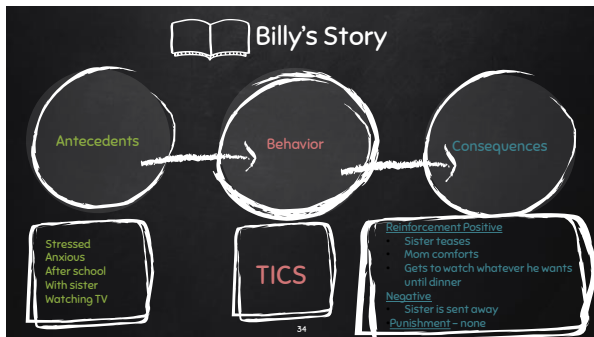 Billy's Story
Antecedents
Behavior
Consequences
Stressed
Anxious
After school
With sister
Watching TV
TICS
Reinforcement Positive
• Sister teases
• Mom comforts
• Gets to watch whatever he wants
until dinner
Negative
• Sister is sent away
Punishment – none
34